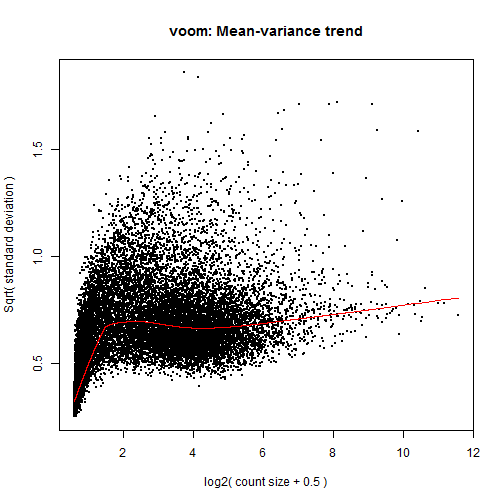 voom: Mean-variance trend
Sqrt( standard deviation )
1.5
1.0
0.5
2 4 6 8 10 12
log2( count size + 0.5 )